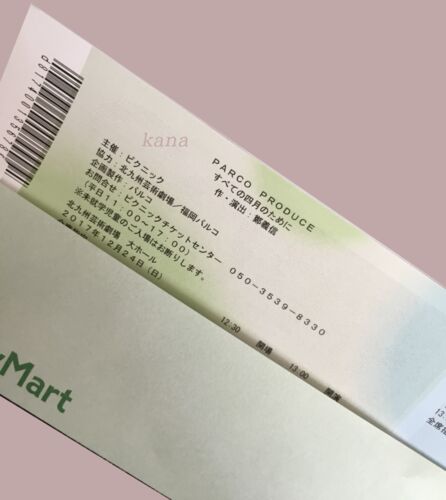 kana
PARCO PRODUCE
すべての四月のために
作・演出:鄭義信
主催:ピクニック
協力:北九州芸術劇場/福岡パルコ
企画製作:パルコ
お問合せ:ピクニックチケットセンター 050-3539-8330
(平日11:00~17:00)
※未就学児童のご入場はお断りします。
北九州芸術劇場 大ホール
2017年12月24日(日)
12:30 開場 13:00 開演
13
全席指
Mart